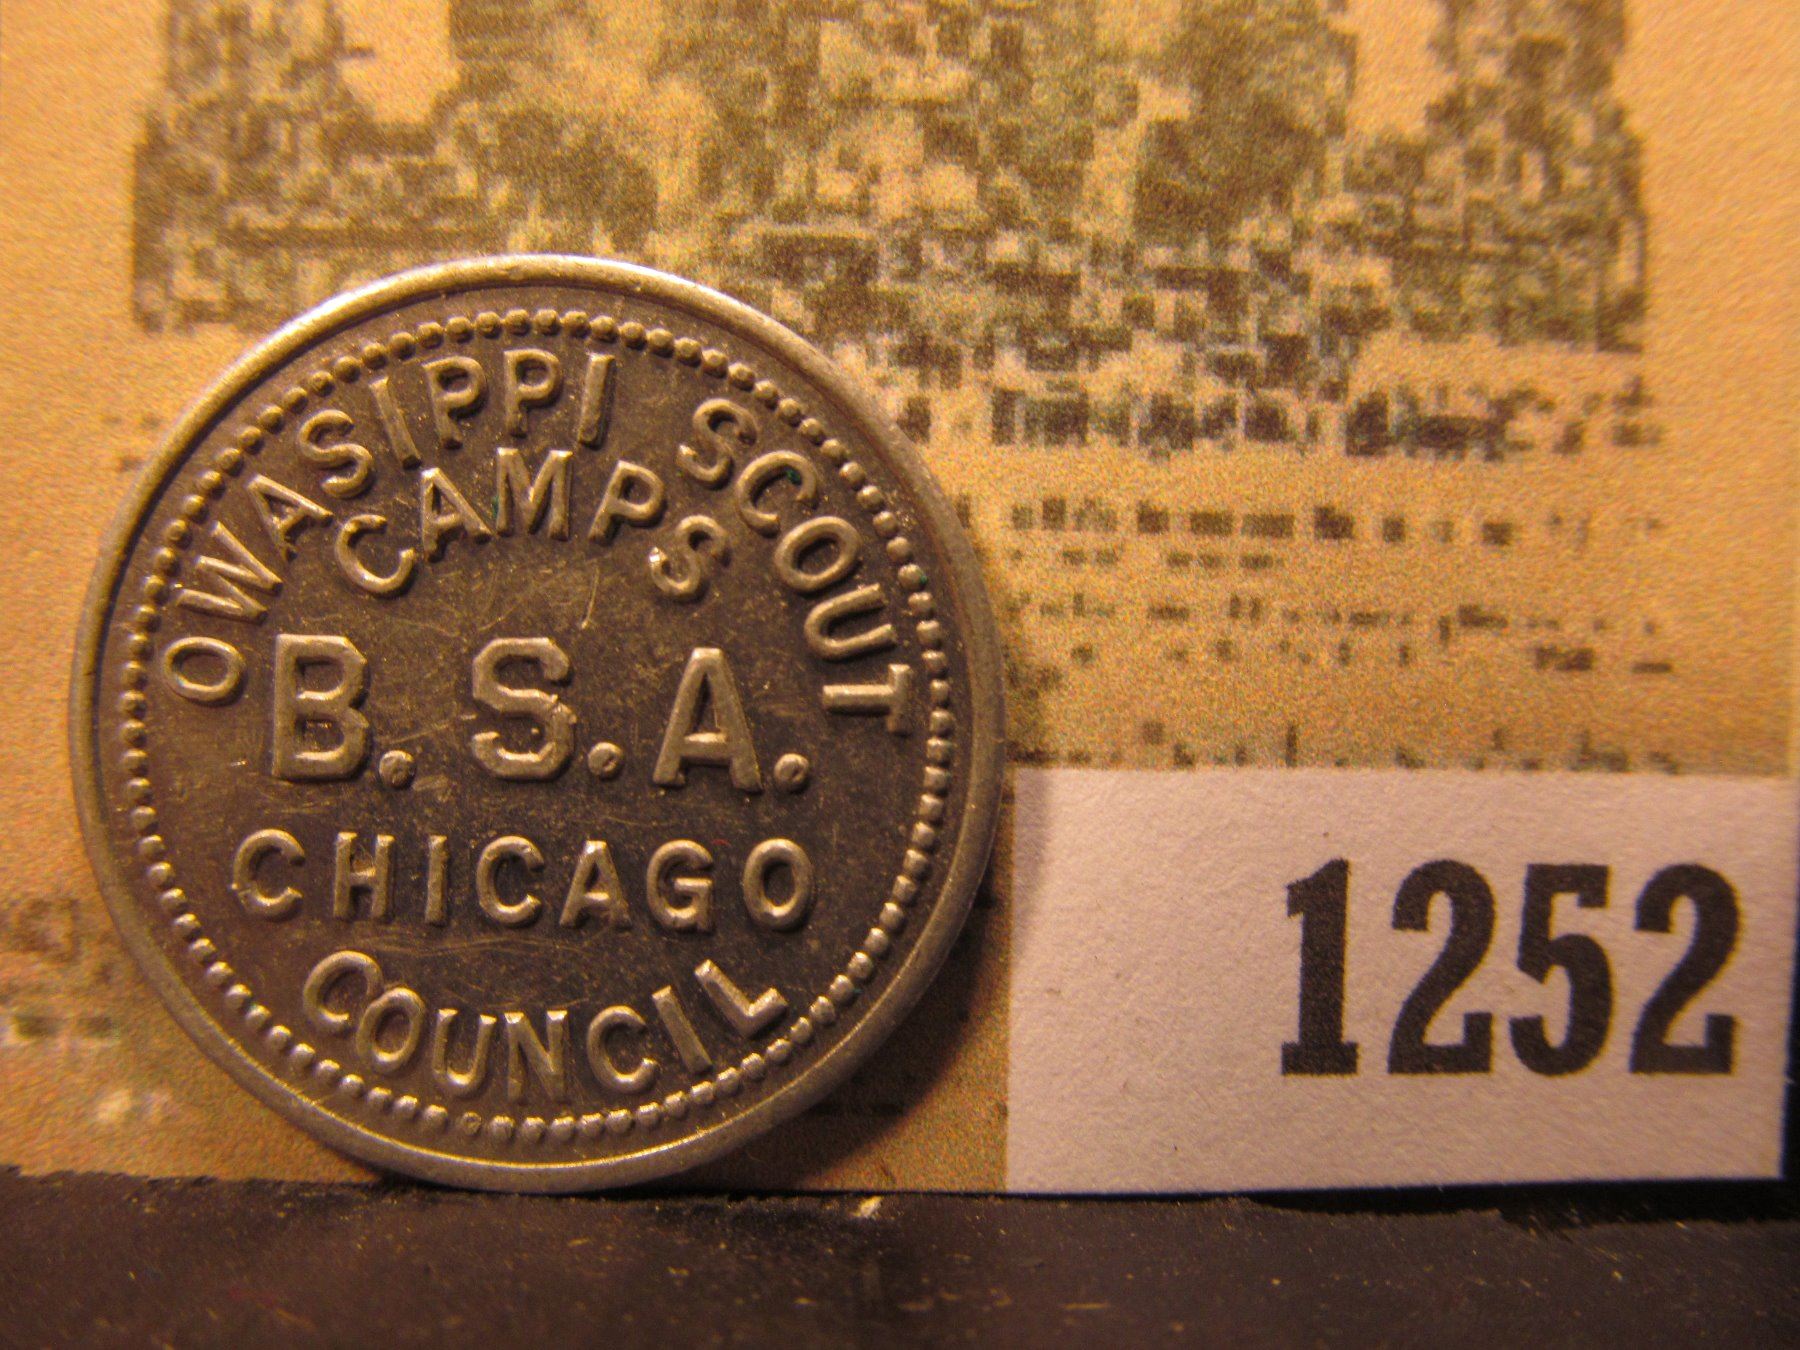 OWASIPPI SCOUT
CAMPS
B. S. A.
CHICAGO
COUNCIL
1252